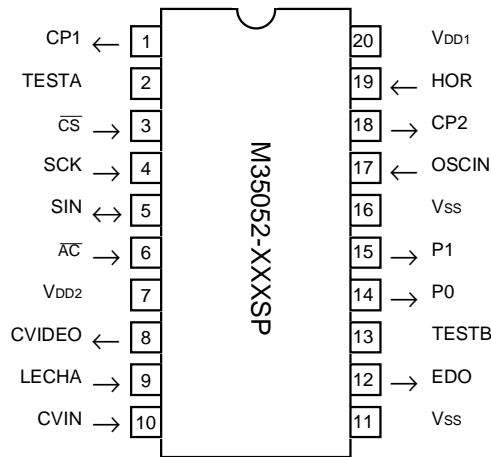 CP1 ← 1 20 VDD1
TESTA 2 19 ← HOR
C̅S̅ → 3 18 → CP2
SCK → 4 17 ← OSCIN
SIN ↔ 5 16 VSS
A̅C̅ → 6 15 → P1
VDD2 7 14 → P0
CVIDEO ← 8 13 TESTB
LECHA → 9 12 → EDO
CVIN → 10 11 VSS
M35052-XXXSP